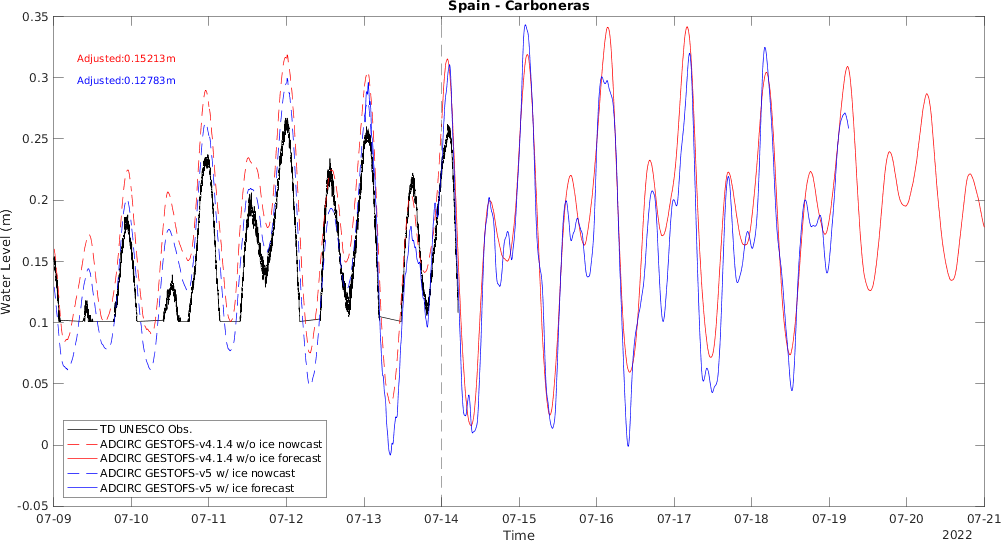 Spain - Carboneras
0.35
0.3
0.25
0.2
0.15
0.1
0.05
0
-0.05
Water Level (m)
Adjusted:0.15213m
Adjusted:0.12783m
TD UNESCO Obs.
ADCIRC GESTOFS-v4.1.4 w/o ice nowcast
ADCIRC GESTOFS-v4.1.4 w/o ice forecast
ADCIRC GESTOFS-v5 w/ ice nowcast
ADCIRC GESTOFS-v5 w/ ice forecast
07-09 07-10 07-11 07-12 07-13 07-14 07-15 07-16 07-17 07-18 07-19 07-20 07-21
Time
2022